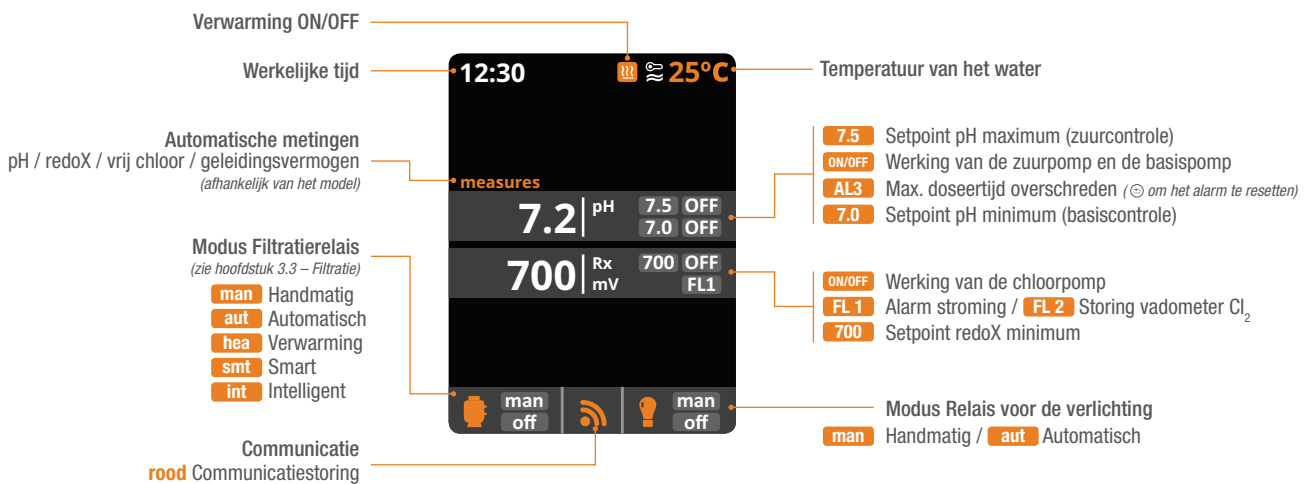 Verwarming ON/OFF
Werkelijke tijd
Automatische metingen
pH / redoX / vrij chloor / geleidingsvermogen
(afhankelijk van het model)
Modus Filtratierelais
(zie hoofdstuk 3.3 – Filtratie)
man Handmatig
aut Automatisch
hea Verwarming
smt Smart
int Intelligent
Communicatie
rood Communicatiestoring
12:30 25°C
measures
7.2 pH 7.5 OFF
7.0 OFF
700 Rx 700 OFF
mV FL1
man man
off off
Temperatuur van het water
7.5 Setpoint pH maximum (zuurcontrole)
ON/OFF Werking van de zuurpomp en de basispomp
AL3 Max. doseertijd overschreden ( om het alarm te resetten)
7.0 Setpoint pH minimum (basiscontrole)
ON/OFF Werking van de chloorpomp
FL 1 Alarm stroming / FL 2 Storing vadometer Cl₂
700 Setpoint redoX minimum
Modus Relais voor de verlichting
man Handmatig / aut Automatisch